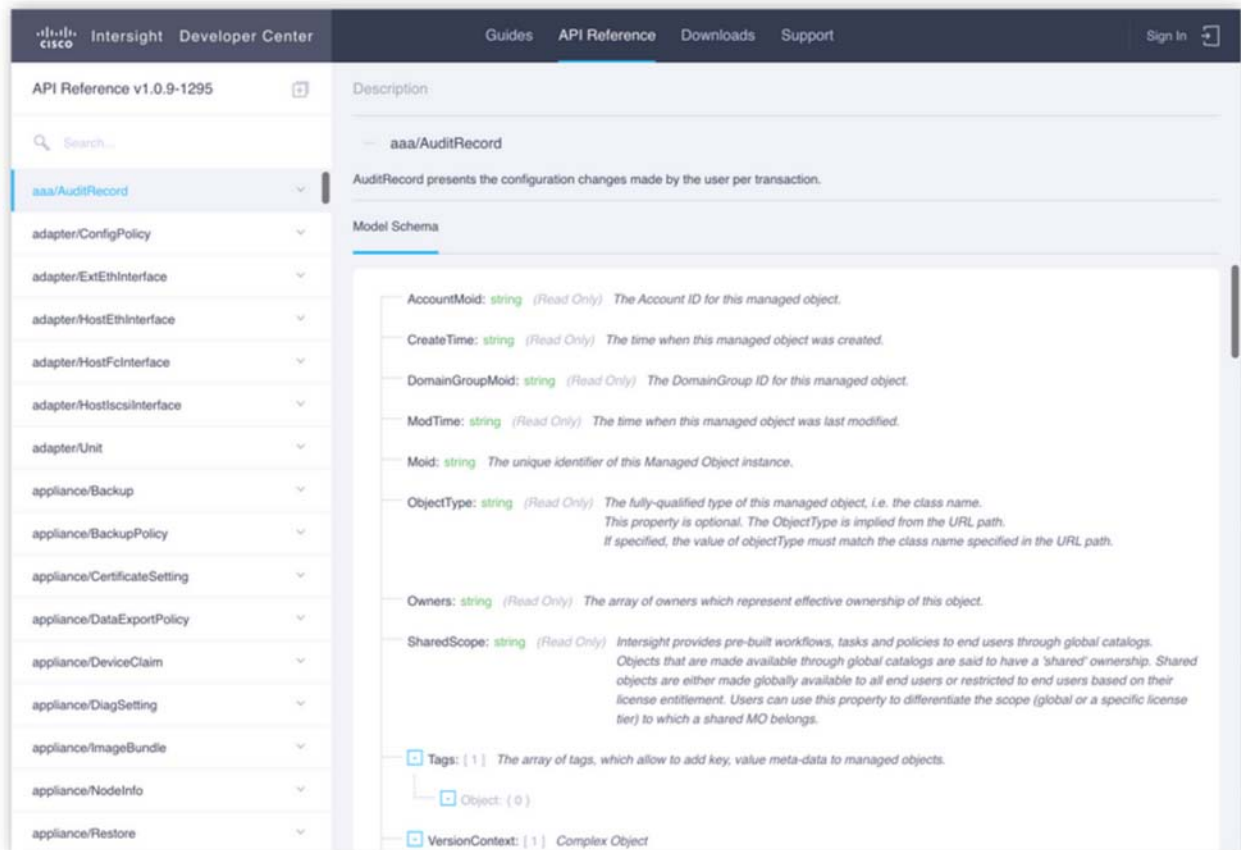 cisco Intersight Developer Center
Guides API Reference Downloads Support
Sign In
API Reference v1.0.9-1295
Search...
aaa/AuditRecord
adapter/ConfigPolicy
adapter/ExtEthInterface
adapter/HostEthInterface
adapter/HostFcInterface
adapter/HostIscsiInterface
adapter/Unit
appliance/Backup
appliance/BackupPolicy
appliance/CertificateSetting
appliance/DataExportPolicy
appliance/DeviceClaim
appliance/DiagSetting
appliance/ImageBundle
appliance/NodeInfo
appliance/Restore
Description
aaa/AuditRecord
AuditRecord presents the configuration changes made by the user per transaction.
Model Schema
AccountMoid: string (Read Only) The Account ID for this managed object.
CreateTime: string (Read Only) The time when this managed object was created.
DomainGroupMoid: string (Read Only) The DomainGroup ID for this managed object.
ModTime: string (Read Only) The time when this managed object was last modified.
Moid: string The unique identifier of this Managed Object instance.
ObjectType: string (Read Only) The fully-qualified type of this managed object, i.e. the class name.
This property is optional. The ObjectType is implied from the URL path.
If specified, the value of objectType must match the class name specified in the URL path.
Owners: string (Read Only) The array of owners which represent effective ownership of this object.
SharedScope: string (Read Only) Intersight provides pre-built workflows, tasks and policies to end users through global catalogs.
Objects that are made available through global catalogs are said to have a 'shared' ownership. Shared
objects are either made globally available to all end users or restricted to end users based on their
license entitlement. Users can use this property to differentiate the scope (global or a specific license
tier) to which a shared MO belongs.
Tags: [ 1 ] The array of tags, which allow to add key, value meta-data to managed objects.
Object: { 0 }
VersionContext: [ 1 ] Complex Object